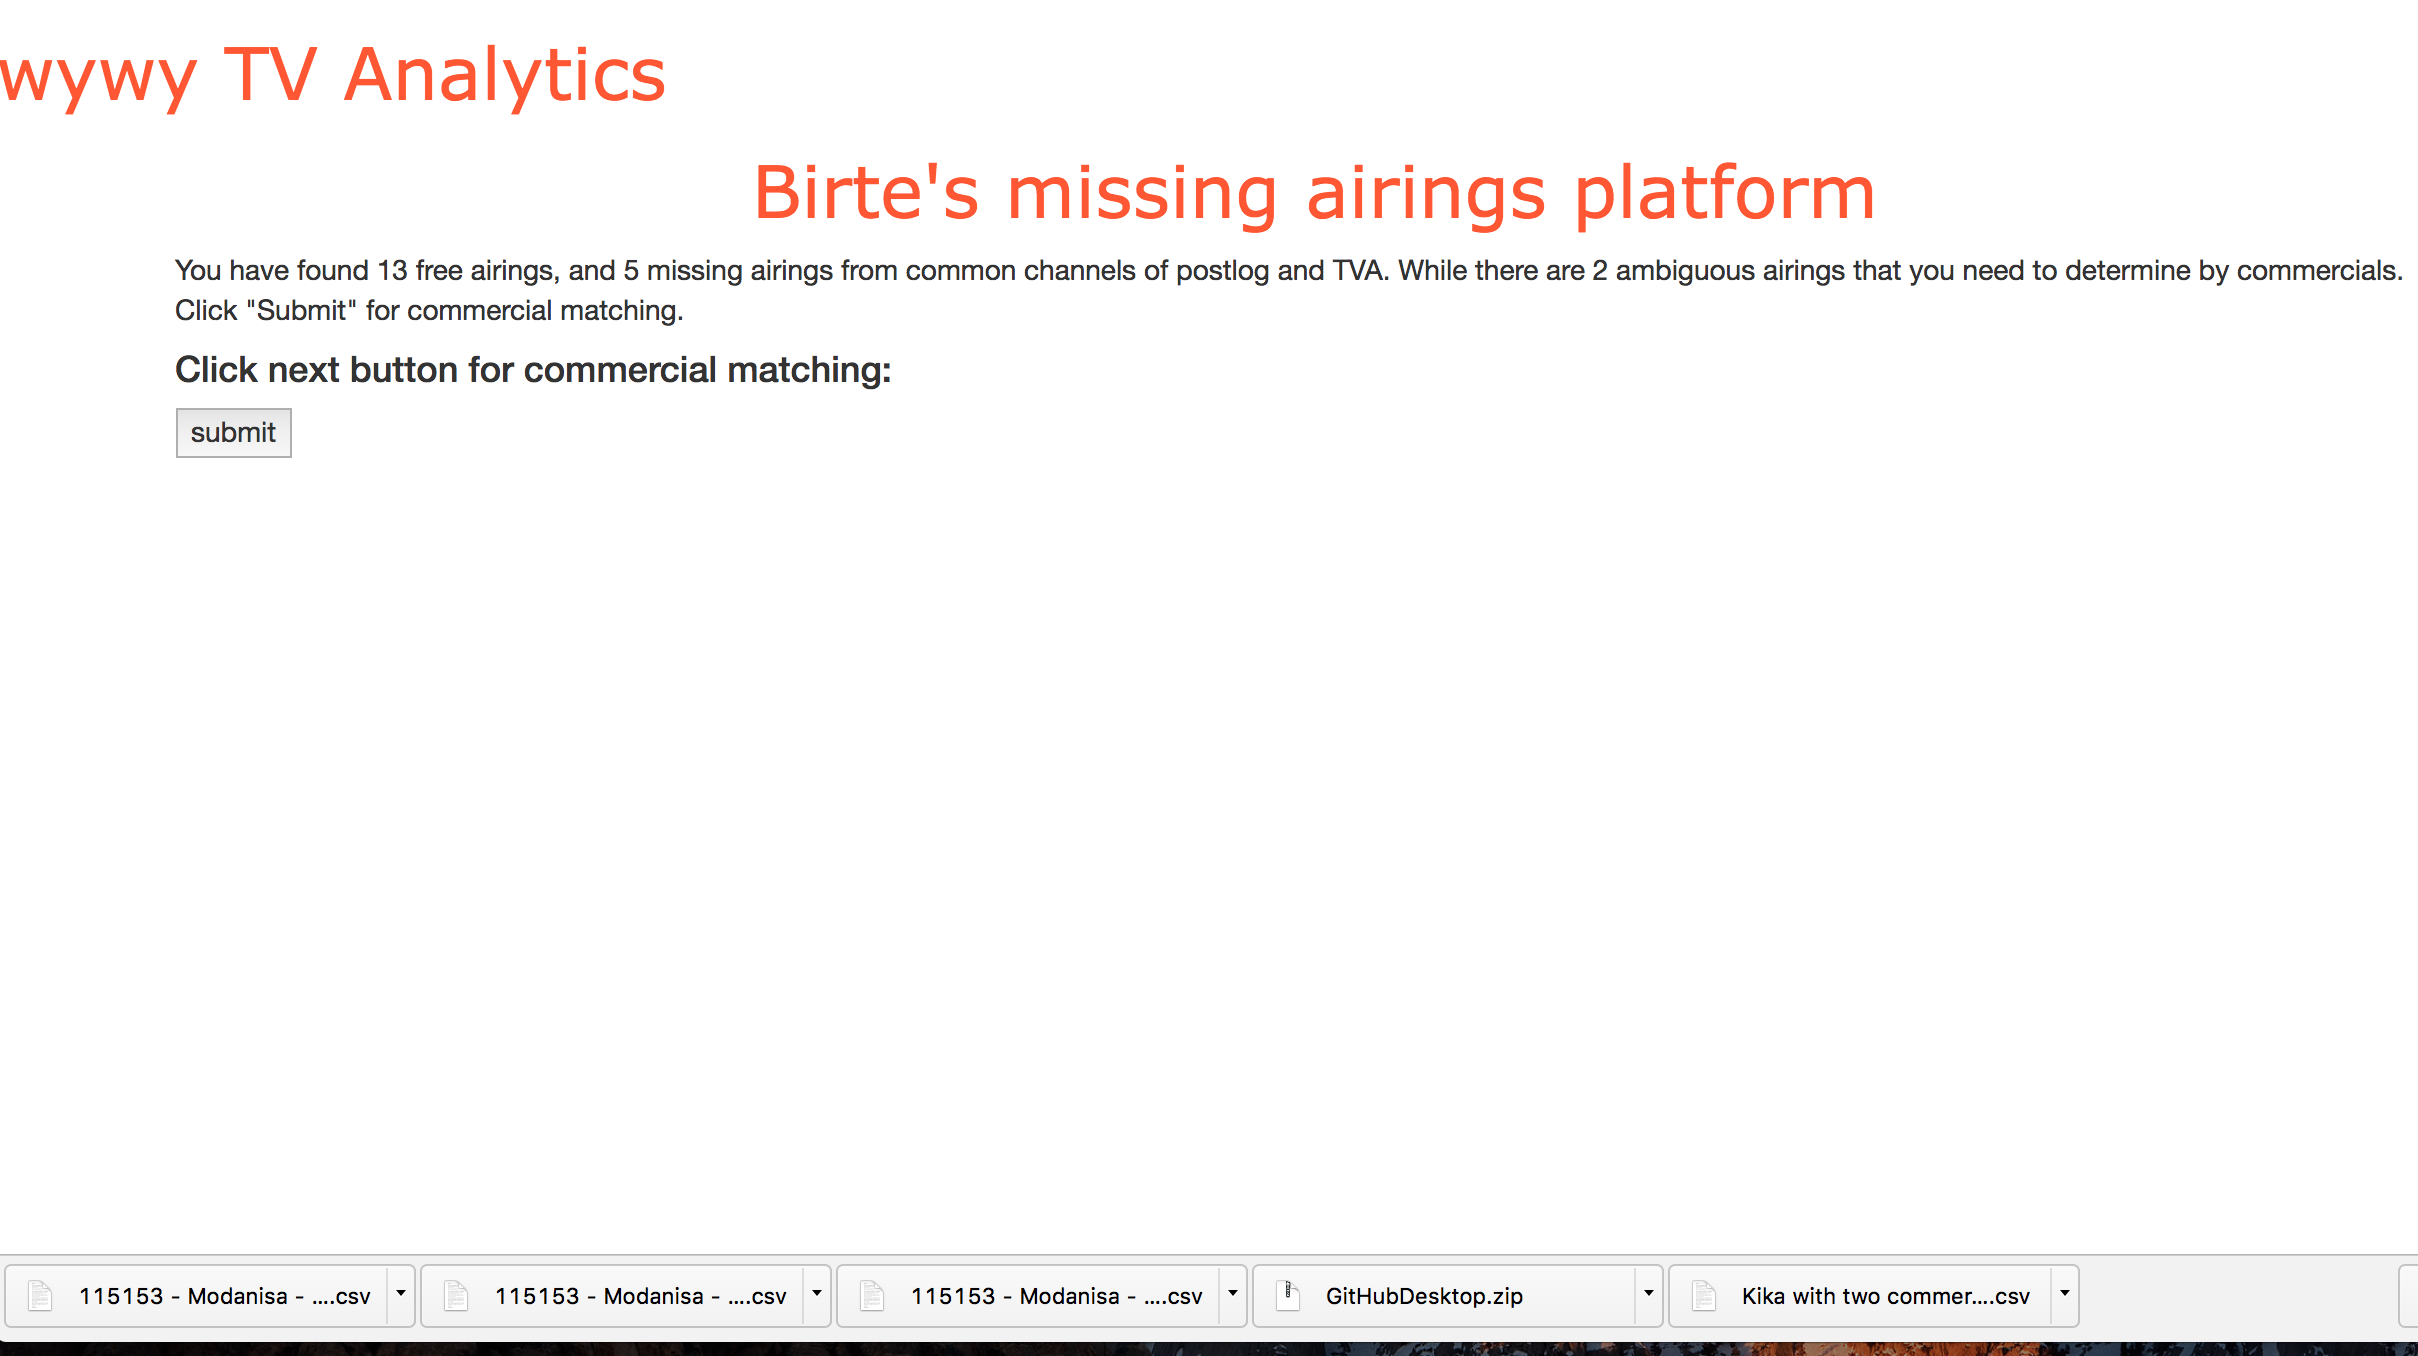 wywy TV Analytics
Birte's missing airings platform
You have found 13 free airings, and 5 missing airings from common channels of postlog and TVA. While there are 2 ambiguous airings that you need to determine by commercials.
Click "Submit" for commercial matching.
Click next button for commercial matching:
submit
115153 - Modanisa - ....csv
115153 - Modanisa - ....csv
115153 - Modanisa - ....csv
GitHubDesktop.zip
Kika with two commer....csv